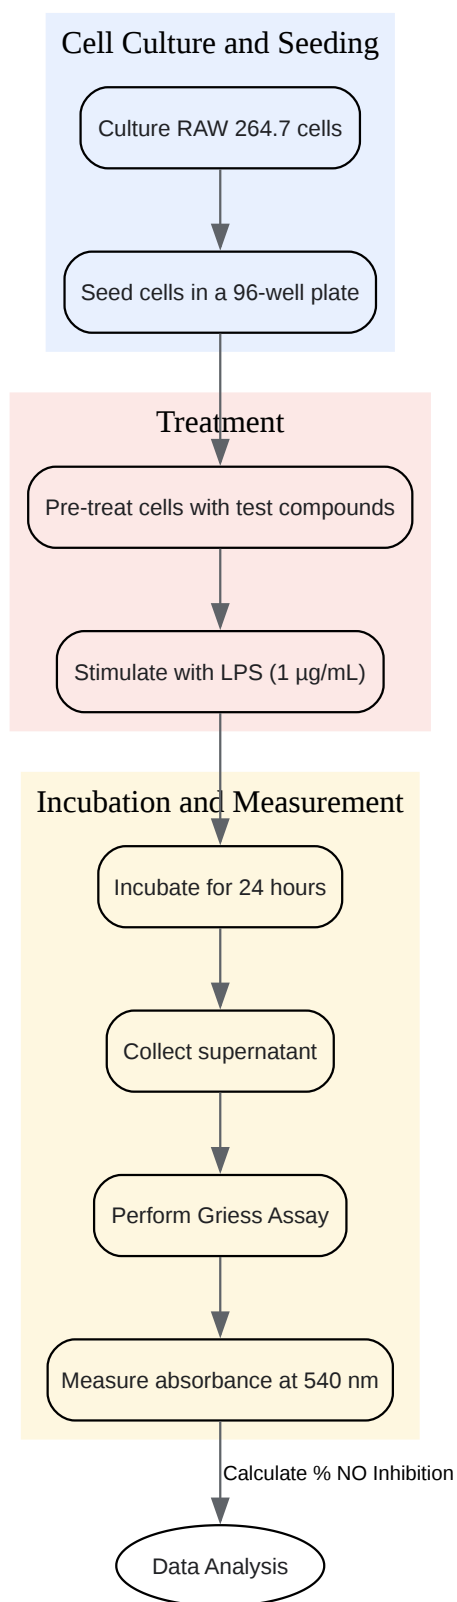 Cell Culture and Seeding
Culture RAW 264.7 cells
Seed cells in a 96-well plate
Treatment
Pre-treat cells with test compounds
Stimulate with LPS (1 µg/mL)
Incubation and Measurement
Incubate for 24 hours
Collect supernatant
Perform Griess Assay
Measure absorbance at 540 nm
Calculate % NO Inhibition
Data Analysis